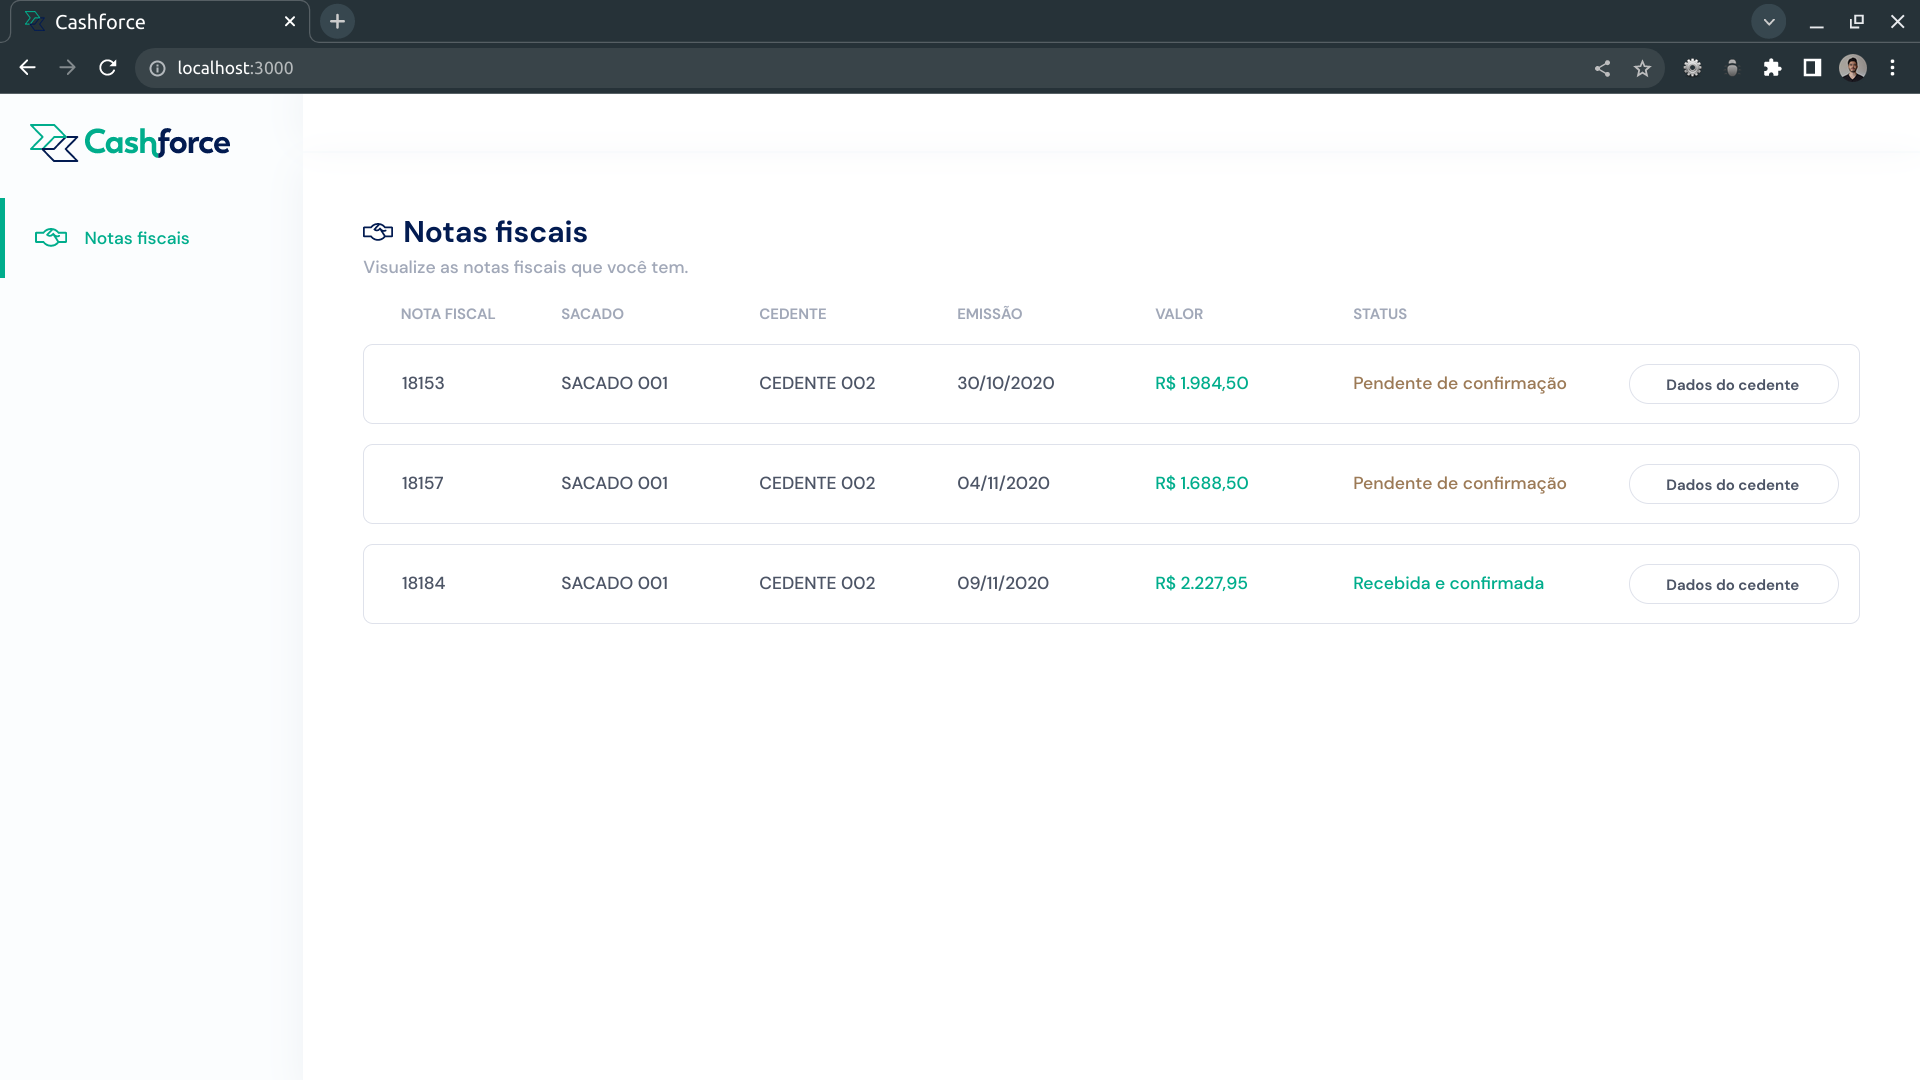 Cashforce
localhost:3000
Cashforce
Notas fiscais
Notas fiscais
Visualize as notas fiscais que você tem.
NOTA FISCAL SACADO CEDENTE EMISSÃO VALOR STATUS
18153 SACADO 001 CEDENTE 002 30/10/2020 R$ 1.984,50 Pendente de confirmação Dados do cedente
18157 SACADO 001 CEDENTE 002 04/11/2020 R$ 1.688,50 Pendente de confirmação Dados do cedente
18184 SACADO 001 CEDENTE 002 09/11/2020 R$ 2.227,95 Recebida e confirmada Dados do cedente